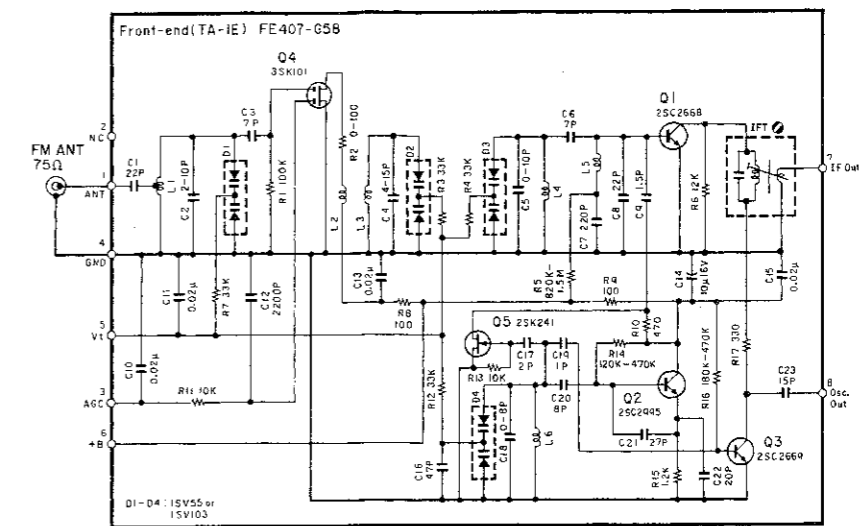 Front-end(TA-IE) FE407-G58
Q4
3SK101
2
NC
FM ANT
75Ω
1
ANT
C1
22P
L1
C2
2-10P
D1
C3
7P
R1 100K
R2 0-100
L2
L3
C4
4-15P
D2
R3 33K
R4 33K
D3
C5
0-10P
L4
C6
7P
L5
C7 220P
C8 22P
C9 1.5P
Q1
2SC2668
R6 12K
IFT
7
IF Out
4
GND
C11
0.02μ
R7 33K
C12
2200P
C13
0.02μ
R8
100
R5
820K-
1.5M
R9
100
C14
10μ16V
C15
0.02μ
5
Vt
C10
0.02μ
3
AGC
R11 10K
6
+B
R12 33K
Q5 2SK241
R13 10K
C17
2P
C19
1P
R10
470
R14
120K-470K
R16 180K-470K
R17 330
C23
15P
8
Osc.
Out
D4
C18
0-8P
L6
C20
8P
Q2
2SC2995
C21 27P
Q3
2SC2669
C16
47P
R15
1.2K
C22
20P
D1-D4:1SV55 or
1SV103